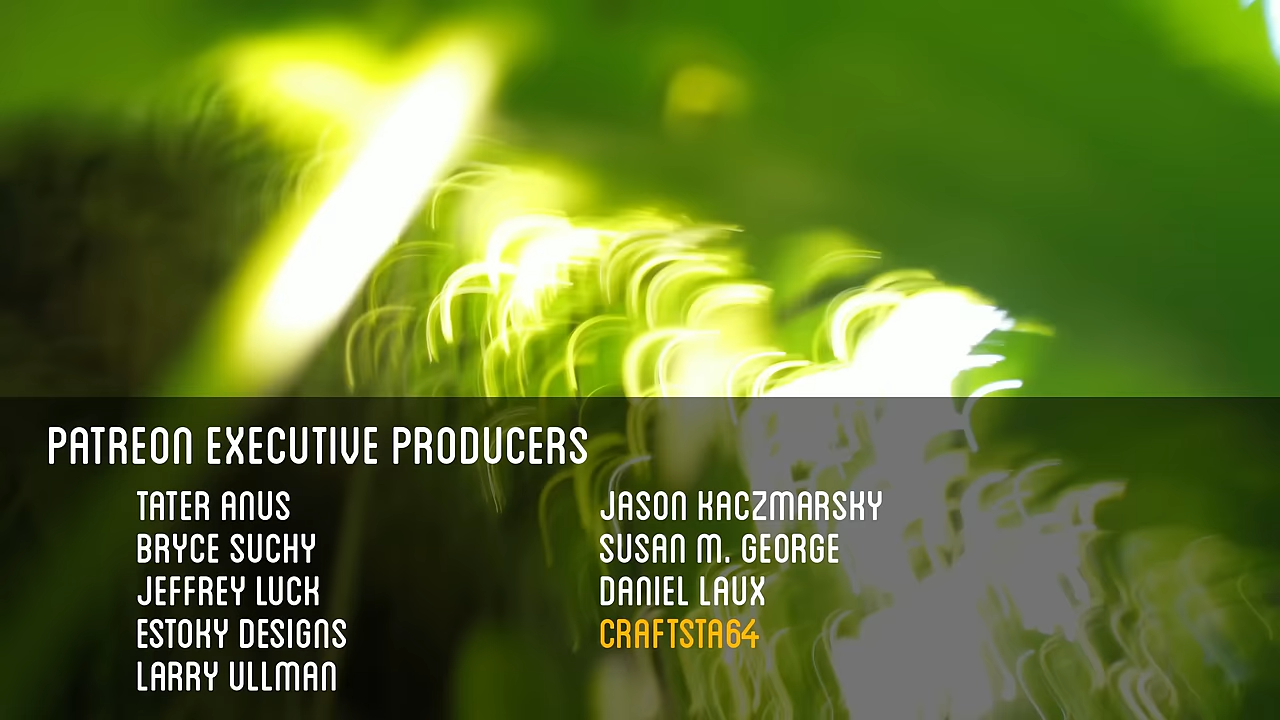 PATREON EXECUTIVE PRODUCERS
TATER ANUS
BRYCE SUCHY
JEFFREY LUCK
ESTOKY DESIGNS
LARRY ULLMAN
JASON KACZMARSKY
SUSAN M. GEORGE
DANIEL LAUX
CRAFTSTA64